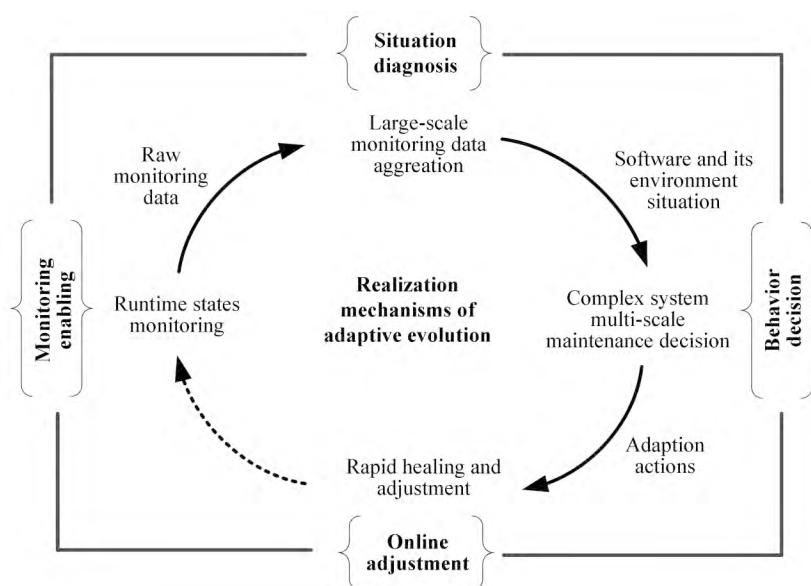 Situation
diagnosis
Large-scale
monitoring data
aggreation
Raw
monitoring
data
Software and its
environment
situation
Monitoring
enabling
Runtime states
monitoring
Realization
mechanisms of
adaptive evolution
Complex system
multi-scale
maintenance decision
Behavior
decision
Rapid healing and
adjustment
Adaption
actions
Online
adjustment